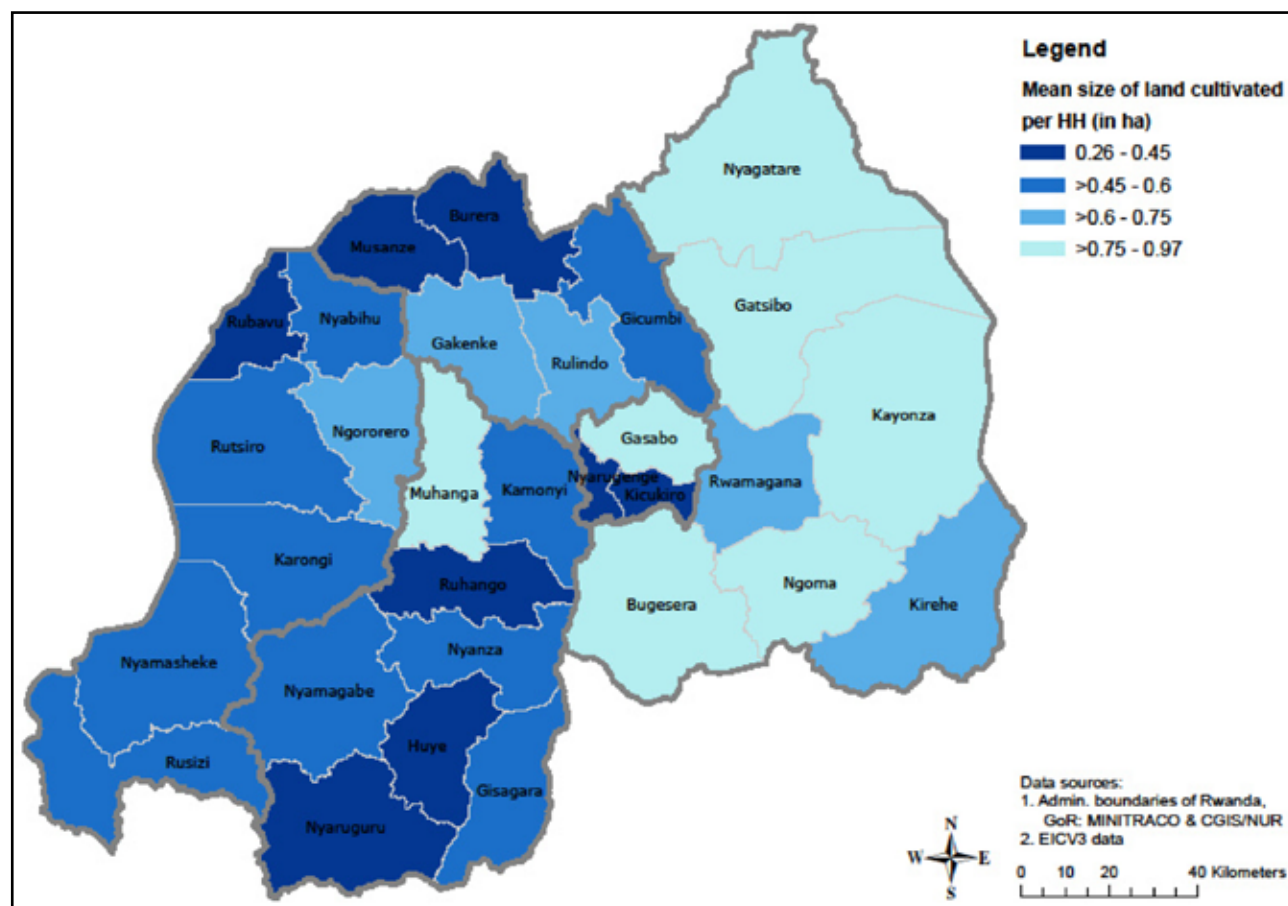 Legend
Mean size of land cultivated
per HH (in ha)
0.26 - 0.45
>0.45 - 0.6
>0.6 - 0.75
>0.75 - 0.97
Nyagatare
Burera
Musanze
Gatsibo
Rubavu
Nyabihu
Gicumbi
Gakenke
Rulindo
Kayonza
Ngororero
Gasabo
Rutsiro
Nyarugenge
Rwamagana
Muhanga
Kamonyi
Kicukiro
Karongi
Ruhango
Ngoma
Bugesera
Kirehe
Nyanza
Nyamasheke
Nyamagabe
Huye
Rusizi
Gisagara
Nyaruguru
Data sources:
1. Admin. boundaries of Rwanda,
GoR: MINITRACO & CGIS/NUR
2. EICV3 data
N
W E
S
0 10 20 40 Kilometers